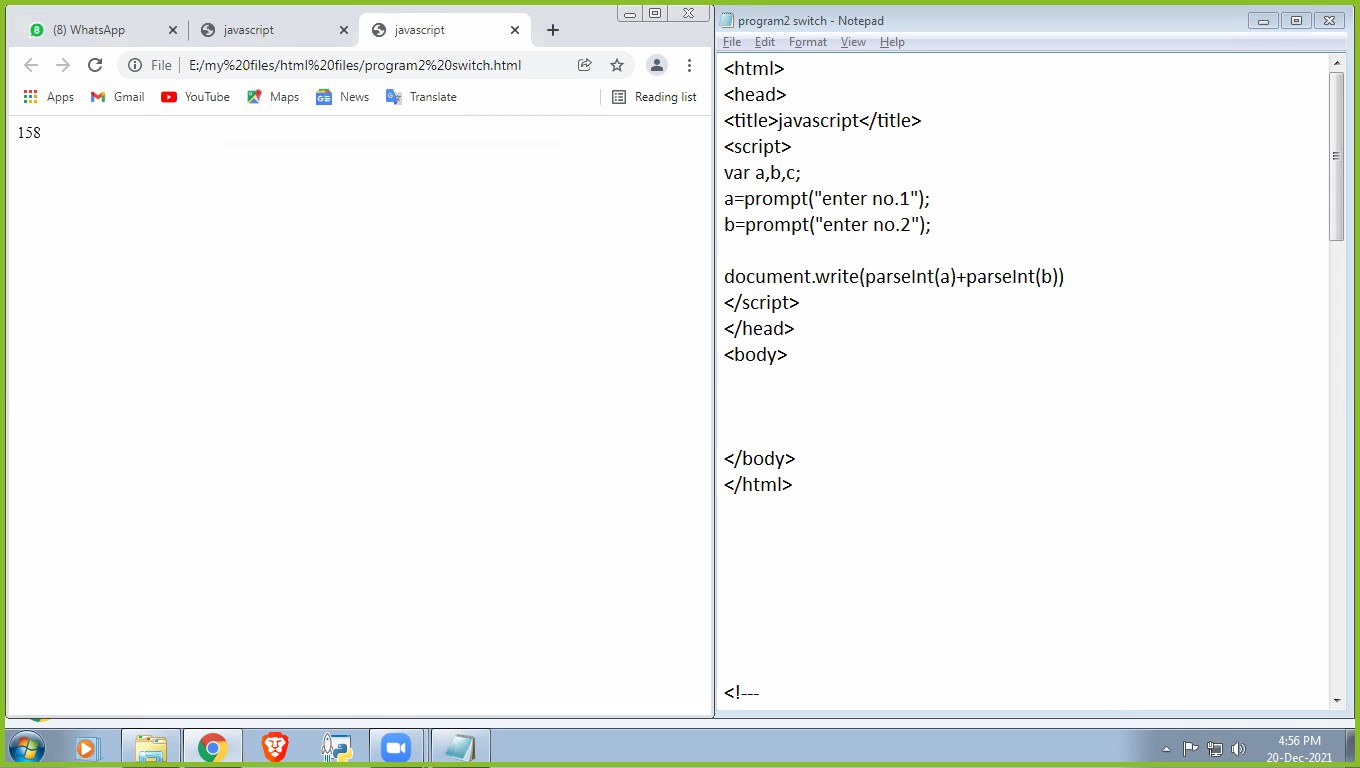 (8) WhatsApp
javascript
javascript
File
E:/my%20files/html%20files/program2%20switch.html
Apps
Gmail
YouTube
Maps
News
Translate
Reading list
158
program2 switch - Notepad
File Edit Format View Help
<html>
<head>
<title>javascript</title>
<script>
var a,b,c;
a=prompt("enter no.1");
b=prompt("enter no.2");
document.write(parseInt(a)+parseInt(b))
</script>
</head>
<body>
</body>
</html>
<!---
4:56 PM
20-Dec-2021